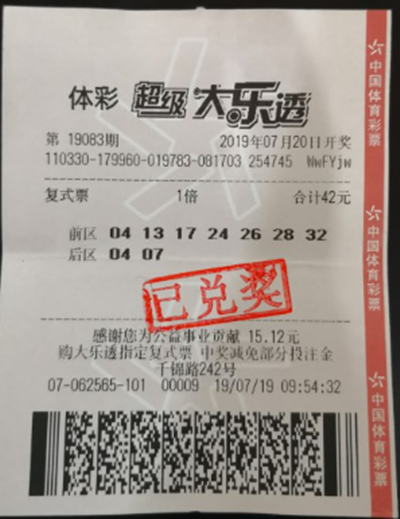 体彩 超级大乐透
第 19083期 2019年07月20日开奖
110330-179960-019783-081703 254745 WwFYjw
复式票 1倍 合计42元
前区 04 13 17 24 26 28 32
后区 04 07
已兑奖
感谢您为公益事业贡献 15.12元
购大乐透指定复式票 中奖减免部分投注金
千锦路242号
07-062565-101 00009 19/07/19 09:54:32
中国体育彩票
中国体育彩票
中国体育彩票